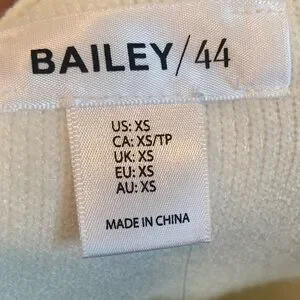 BAILEY/44
US: XS
CA: XS/TP
UK: XS
EU: XS
AU: XS
MADE IN CHINA